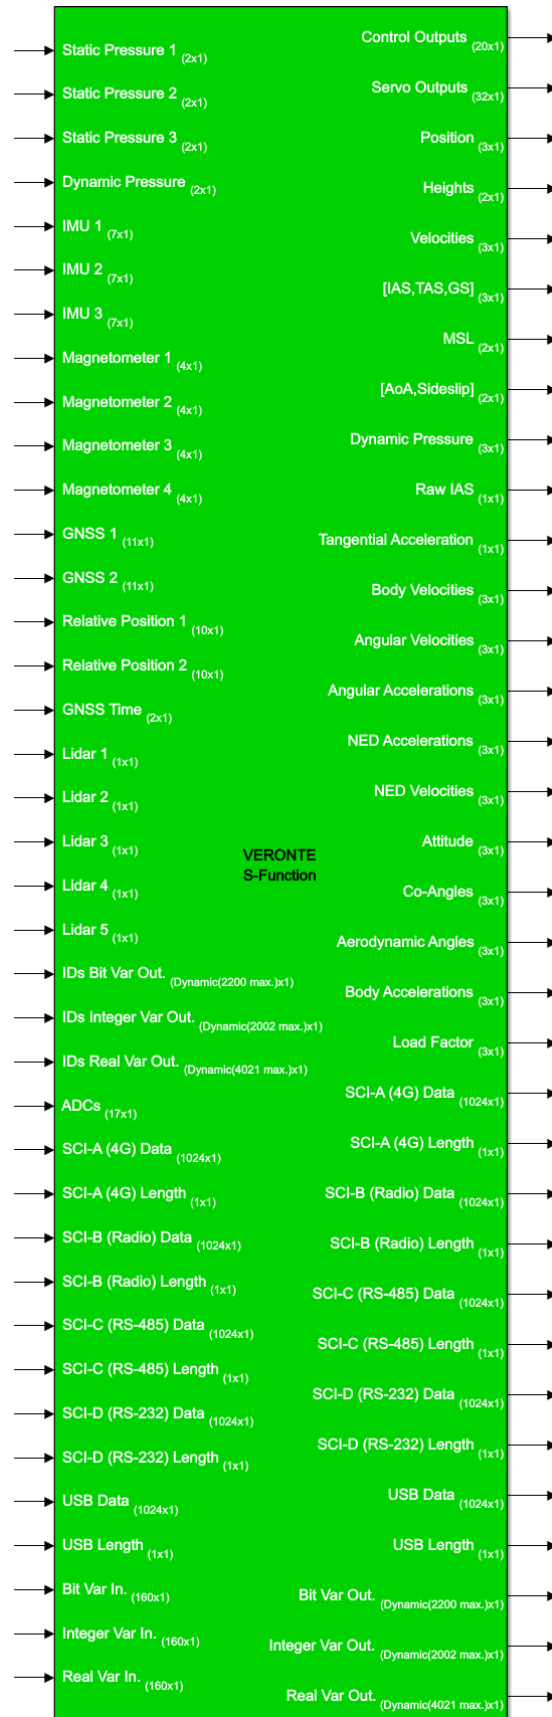 Static Pressure 1 (2x1)
Static Pressure 2 (2x1)
Static Pressure 3 (2x1)
Dynamic Pressure (2x1)
IMU 1 (7x1)
IMU 2 (7x1)
IMU 3 (7x1)
Magnetometer 1 (4x1)
Magnetometer 2 (4x1)
Magnetometer 3 (4x1)
Magnetometer 4 (4x1)
GNSS 1 (11x1)
GNSS 2 (11x1)
Relative Position 1 (10x1)
Relative Position 2 (10x1)
GNSS Time (2x1)
Lidar 1 (1x1)
Lidar 2 (1x1)
Lidar 3 (1x1)
Lidar 4 (1x1)
Lidar 5 (1x1)
IDs Bit Var Out. (Dynamic(2200 max.)x1)
IDs Integer Var Out. (Dynamic(2002 max.)x1)
IDs Real Var Out. (Dynamic(4021 max.)x1)
ADCs (17x1)
SCI-A (4G) Data (1024x1)
SCI-A (4G) Length (1x1)
SCI-B (Radio) Data (1024x1)
SCI-B (Radio) Length (1x1)
SCI-C (RS-485) Data (1024x1)
SCI-C (RS-485) Length (1x1)
SCI-D (RS-232) Data (1024x1)
SCI-D (RS-232) Length (1x1)
USB Data (1024x1)
USB Length (1x1)
Bit Var In. (160x1)
Integer Var In. (160x1)
Real Var In. (160x1)
VERONTE
S-Function
Control Outputs (20x1)
Servo Outputs (32x1)
Position (3x1)
Heights (2x1)
Velocities (3x1)
[IAS,TAS,GS] (3x1)
MSL (2x1)
[AoA,Sideslip] (2x1)
Dynamic Pressure (3x1)
Raw IAS (1x1)
Tangential Acceleration (1x1)
Body Velocities (3x1)
Angular Velocities (3x1)
Angular Accelerations (3x1)
NED Accelerations (3x1)
NED Velocities (3x1)
Attitude (3x1)
Co-Angles (3x1)
Aerodynamic Angles (3x1)
Body Accelerations (3x1)
Load Factor (3x1)
SCI-A (4G) Data (1024x1)
SCI-A (4G) Length (1x1)
SCI-B (Radio) Data (1024x1)
SCI-B (Radio) Length (1x1)
SCI-C (RS-485) Data (1024x1)
SCI-C (RS-485) Length (1x1)
SCI-D (RS-232) Data (1024x1)
SCI-D (RS-232) Length (1x1)
USB Data (1024x1)
USB Length (1x1)
Bit Var Out. (Dynamic(2200 max.)x1)
Integer Var Out. (Dynamic(2002 max.)x1)
Real Var Out. (Dynamic(4021 max.)x1)